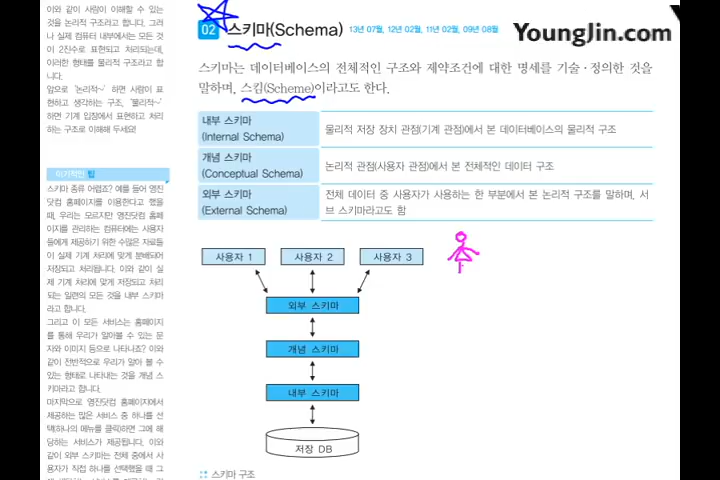 이와 같이 사람이 이해할 수 있는
것을 논리적 구조라고 합니다. 그러
나 실제 컴퓨터 내부에서는 모든 것
이 2진수로 표현되고 처리되는데,
이러한 형태를 물리적 구조라고 합
니다.
앞으로 '논리적~' 하면 사람이 표
현하고 생각하는 구조, '물리적~'
하면 기계 입장에서 표현하고 처리
하는 구조로 이해해 두세요!
이기적인 팁
스키마 종류 어렵죠? 예를 들어 영진
닷컴 홈페이지를 이용한다고 했을
때, 우리는 모르지만 영진닷컴 홈페
이지를 관리하는 컴퓨터에는 사용자
들에게 제공하기 위한 수많은 자료들
이 실제 기계 처리에 맞게 분배되어
저장되고 처리됩니다. 이와 같이 실
제 기계 처리에 맞게 저장되고 처리
되는 일련의 모든 것을 내부 스키마
라고 합니다.
그리고 이 모든 서비스는 홈페이지
를 통해 우리가 알아볼 수 있는 문
자와 이미지 등으로 나타나죠? 이와
같이 전반적으로 우리가 알아 볼 수
있는 형태로 나타내는 것을 개념 스
키마라고 합니다.
마지막으로 영진닷컴 홈페이지에서
제공하는 많은 서비스 중 하나를 선
택(하나의 메뉴를 클릭)하면 그에 해
당하는 서비스가 제공됩니다. 이와
같이 외부 스키마는 전체 중에서 사
용자가 직접 하나를 선택했을 때 그
02 스키마(Schema) 13년 07월, 12년 02월, 11년 02월, 09년 08월
YoungJin.com
스키마는 데이터베이스의 전체적인 구조와 제약조건에 대한 명세를 기술·정의한 것을
말하며, 스킴(Scheme)이라고도 한다.
내부 스키마
(Internal Schema)
물리적 저장 장치 관점(기계 관점)에서 본 데이터베이스의 물리적 구조
개념 스키마
(Conceptual Schema)
논리적 관점(사용자 관점)에서 본 전체적인 데이터 구조
외부 스키마
(External Schema)
전체 데이터 중 사용자가 사용하는 한 부분에서 본 논리적 구조를 말하며, 서
브 스키마라고도 함
사용자 1 사용자 2 사용자 3
외부 스키마
개념 스키마
내부 스키마
저장 DB
스키마 구조